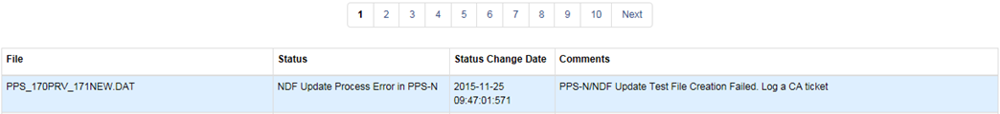 1 2 3 4 5 6 7 8 9 10 Next
File Status Status Change Date Comments
PPS_170PRV_171NEW.DAT NDF Update Process Error in PPS-N 2015-11-25 PPS-N/NDF Update Test File Creation Failed. Log a CA ticket
09:47:01:571